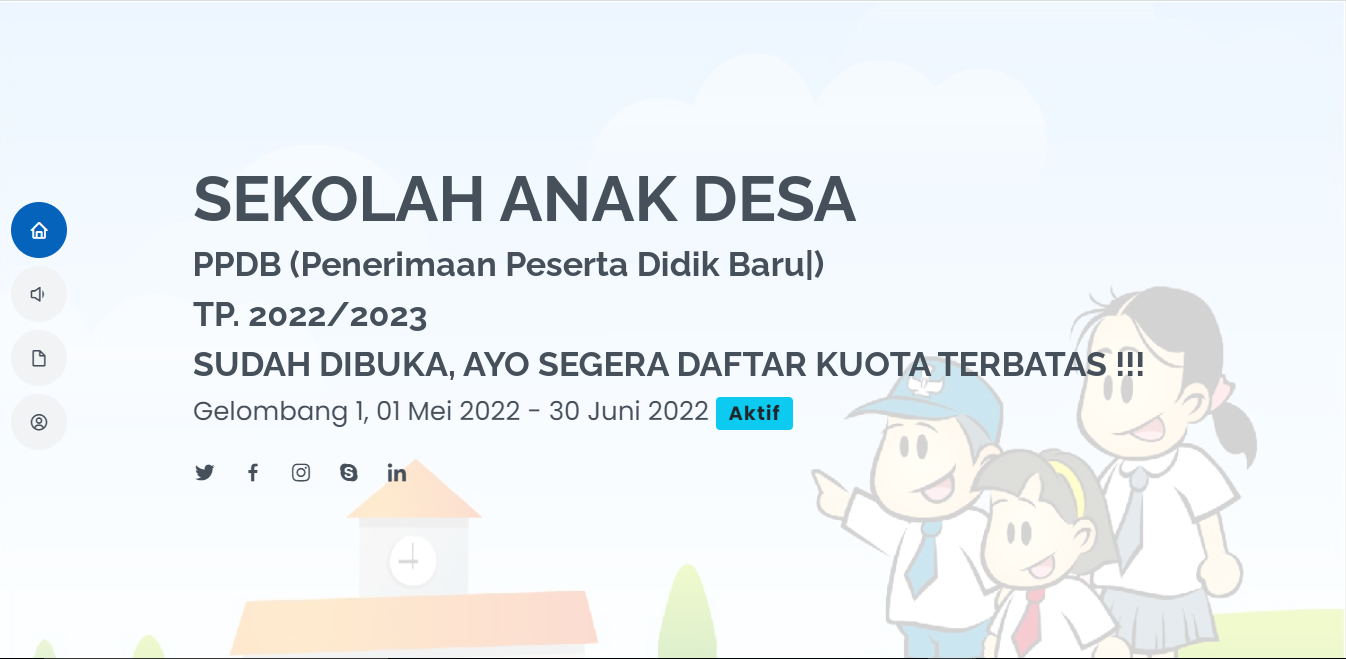 SEKOLAH ANAK DESA
PPDB (Penerimaan Peserta Didik Baru|)
TP. 2022/2023
SUDAH DIBUKA, AYO SEGERA DAFTAR KUOTA TERBATAS !!!
Gelombang 1, 01 Mei 2022 - 30 Juni 2022 Aktif